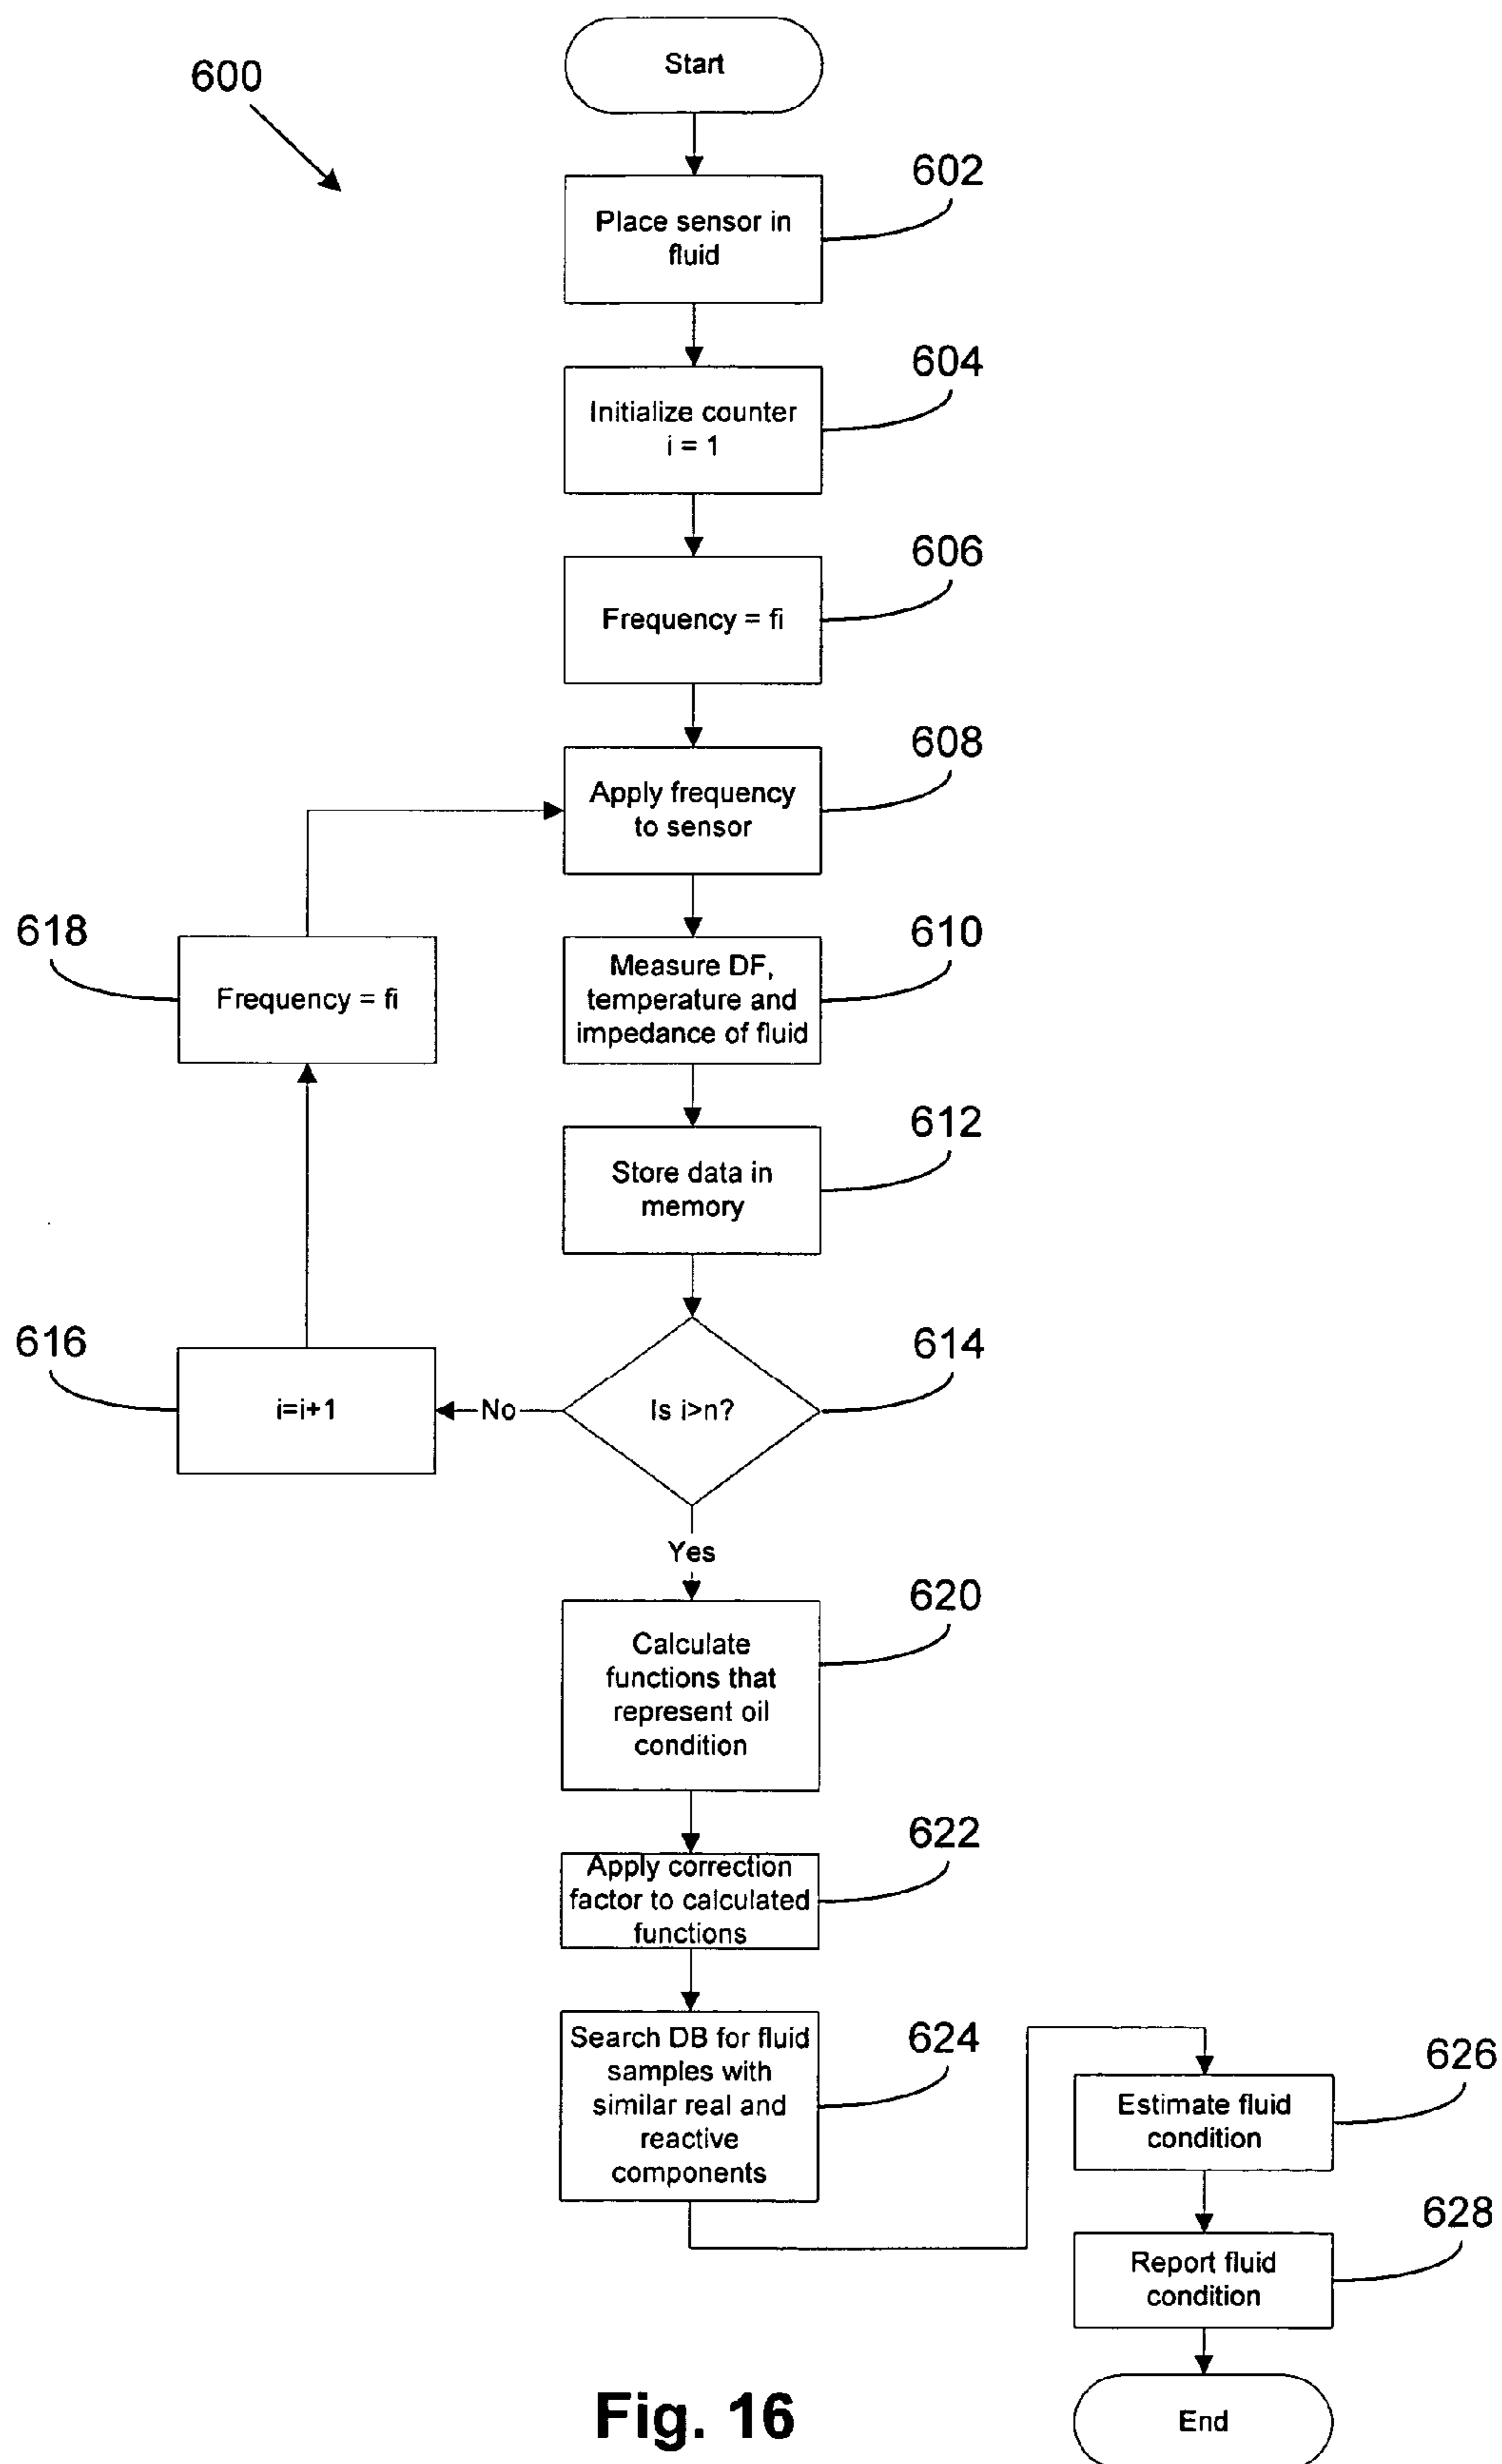 600
Start
602
Place sensor in
fluid
604
Initialize counter
i = 1
606
Frequency = fi
608
Apply frequency
to sensor
618
Frequency = fi
610
Measure DF,
temperature and
impedance of fluid
612
Store data in
memory
616
i=i+1
No
614
Is i>n?
Yes
620
Calculate
functions that
represent oil
condition
622
Apply correction
factor to calculated
functions
624
Search DB for fluid
samples with
similar real and
reactive
components
626
Estimate fluid
condition
628
Report fluid
condition
End
Fig. 16